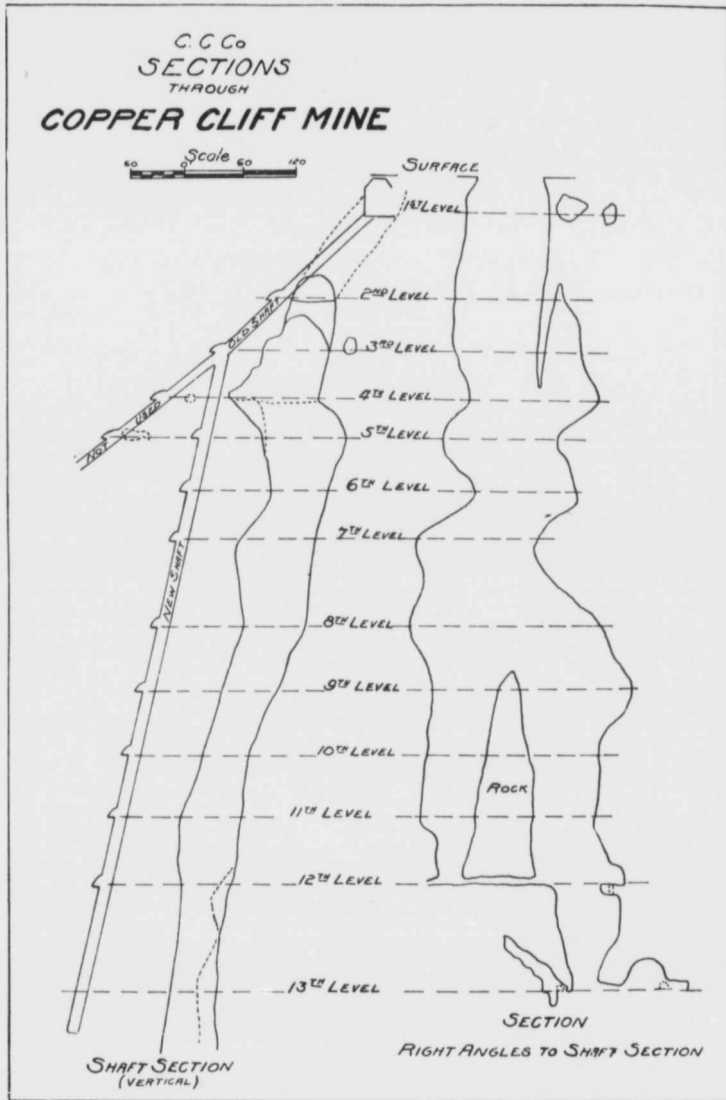 C. C Co
SECTIONS
THROUGH
COPPER CLIFF MINE
Scale
60 0 60 120
SURFACE
1ST LEVEL
2ND LEVEL
OLD SHAFT
3RD LEVEL
4TH LEVEL
NOT USED
5TH LEVEL
6TH LEVEL
7TH LEVEL
NEW SHAFT
8TH LEVEL
9TH LEVEL
10TH LEVEL
ROCK
11TH LEVEL
12TH LEVEL
13TH LEVEL
SECTION
RIGHT ANGLES TO SHAFT SECTION
SHAFT SECTION
(VERTICAL)